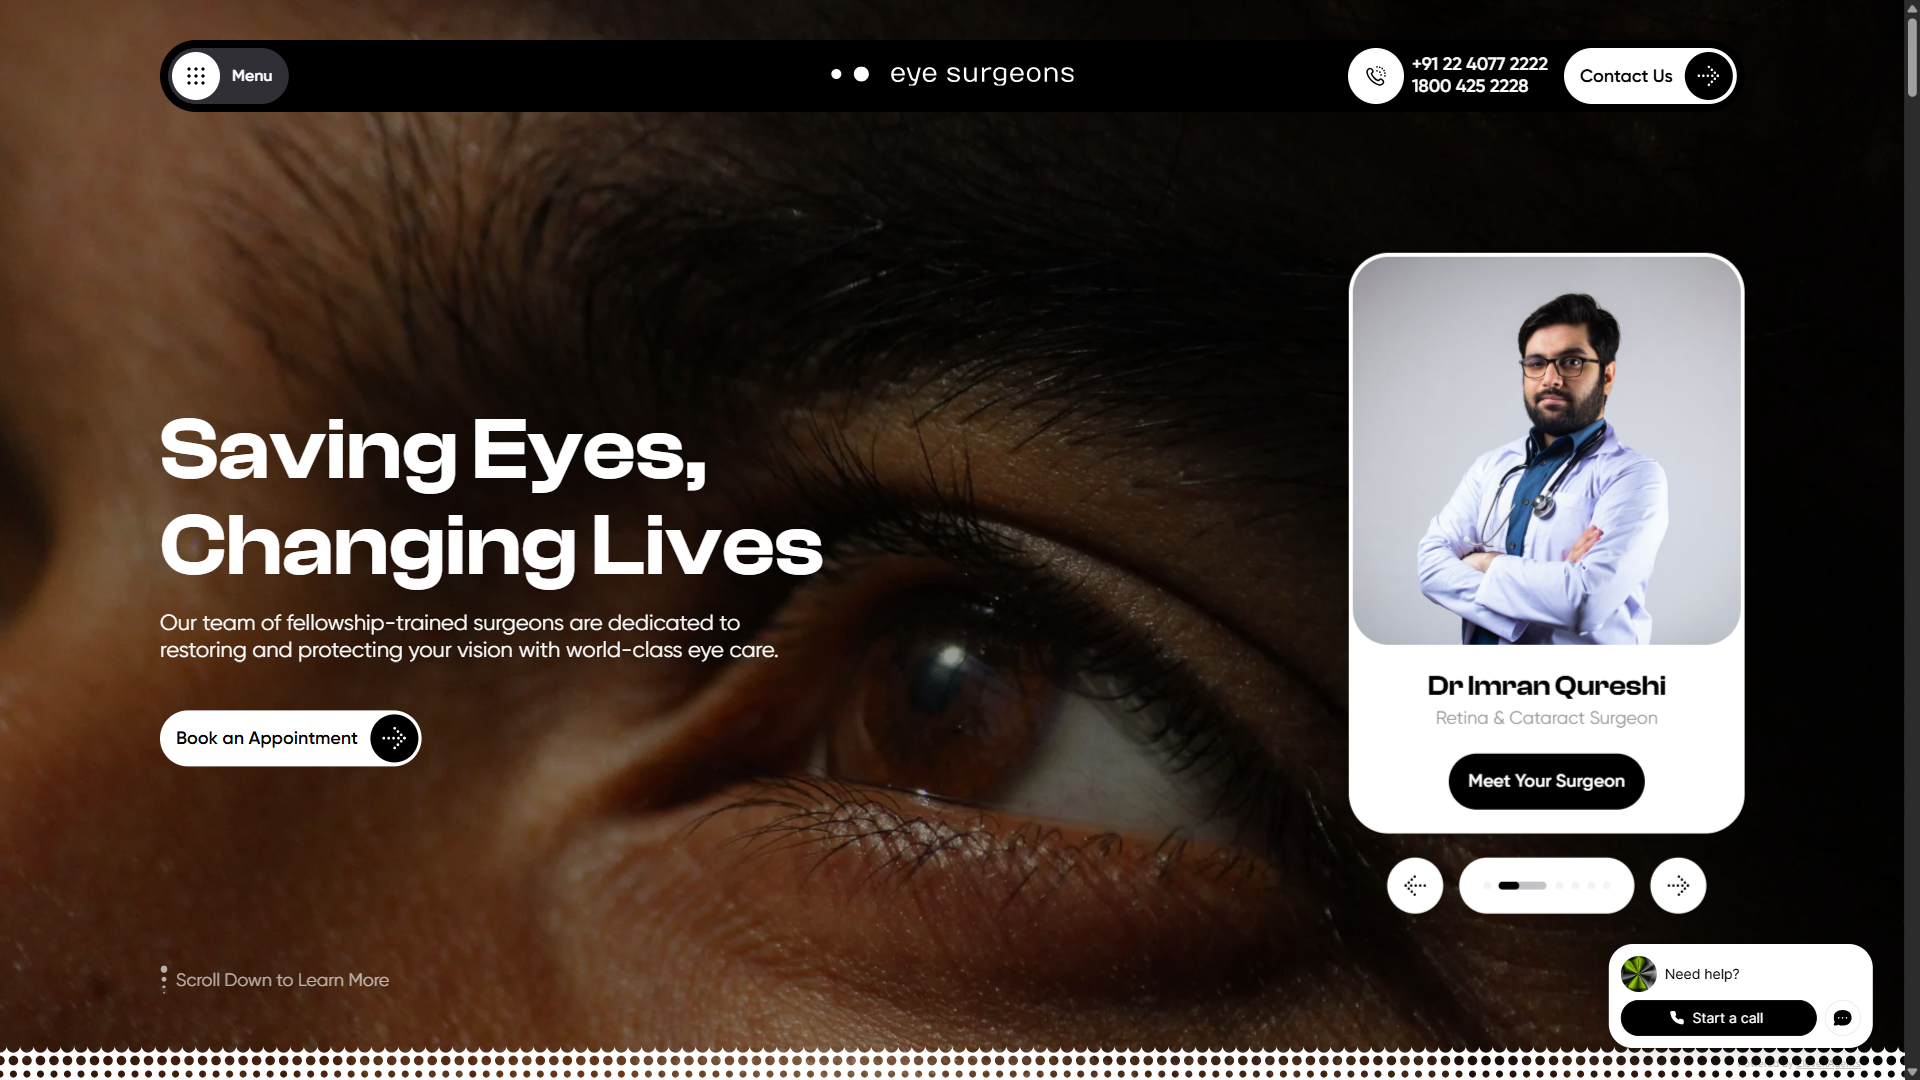 Menu
eye surgeons
+91 22 4077 2222
1800 425 2228
Contact Us
Saving Eyes,
Changing Lives
Our team of fellowship-trained surgeons are dedicated to
restoring and protecting your vision with world-class eye care.
Book an Appointment
Dr Imran Qureshi
Retina & Cataract Surgeon
Meet Your Surgeon
Scroll Down to Learn More
Need help?
Start a call